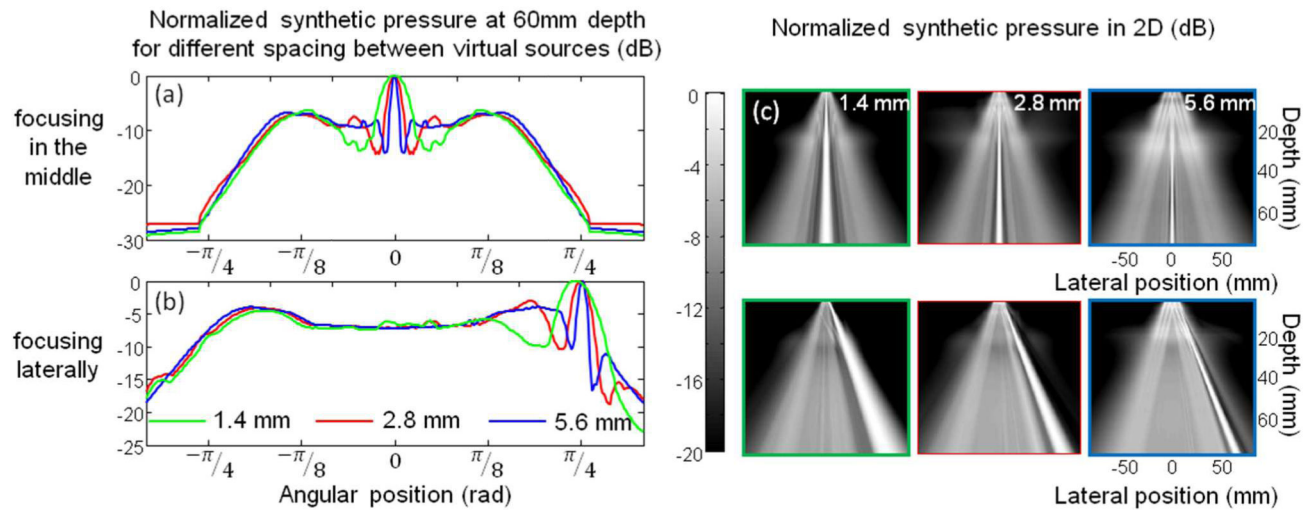 Normalized synthetic pressure at 60mm depth
for different spacing between virtual sources (dB)
Normalized synthetic pressure in 2D (dB)
focusing
in the
middle
(a)
0
-10
-20
-30
−π/4
−π/8
0
π/8
π/4
focusing
laterally
(b)
0
-5
-10
-15
-20
-25
1.4 mm
2.8 mm
5.6 mm
−π/4
−π/8
0
π/8
π/4
Angular position (rad)
0
-4
-8
-12
-16
-20
(c)
1.4 mm
2.8 mm
5.6 mm
20
40
60
Depth (mm)
-50 0 50
Lateral position (mm)
20
40
60
Depth (mm)
-50 0 50
Lateral position (mm)